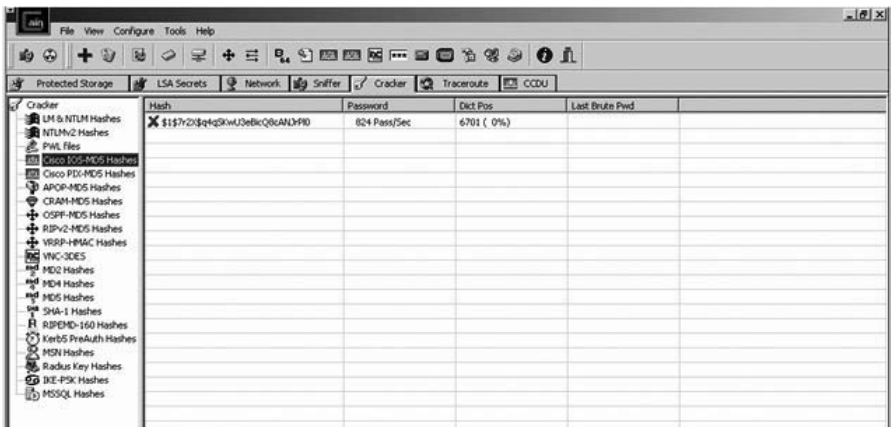 ain
File View Configure Tools Help
Protected Storage LSA Secrets Network Sniffer Cracker Traceroute CCDU
Cracker
LM & NTLM Hashes
NTLMv2 Hashes
PWL files
Cisco IOS-MD5 Hashes
Cisco PIX-MD5 Hashes
APOP-MD5 Hashes
CRAM-MD5 Hashes
OSPF-MD5 Hashes
RIPv2-MD5 Hashes
VRRP-HMAC Hashes
VNC-3DES
MD2 Hashes
MD4 Hashes
MD5 Hashes
SHA-1 Hashes
RIPEMD-160 Hashes
Kerb5 PreAuth Hashes
MSN Hashes
Radius Key Hashes
IKE-PSK Hashes
MSSQL Hashes
Hash Password Dict Pos Last Brute Pwd
824 Pass/Sec 6701 ( 0%)